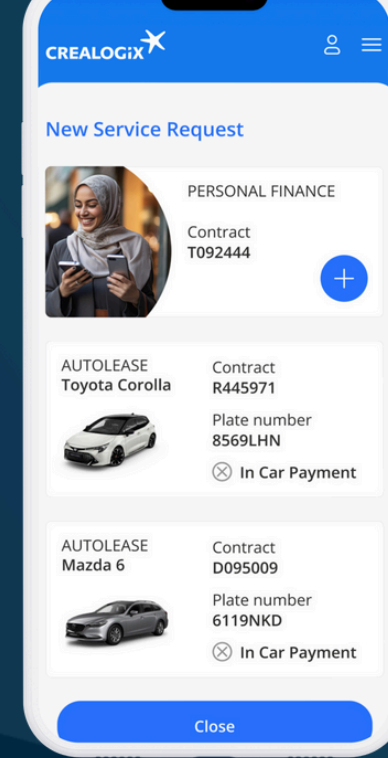 CREALOGiX
New Service Request
PERSONAL FINANCE
Contract
T092444
AUTOLEASE
Toyota Corolla
Contract
R445971
Plate number
8569LHN
In Car Payment
AUTOLEASE
Mazda 6
Contract
D095009
Plate number
6119NKD
In Car Payment
Close